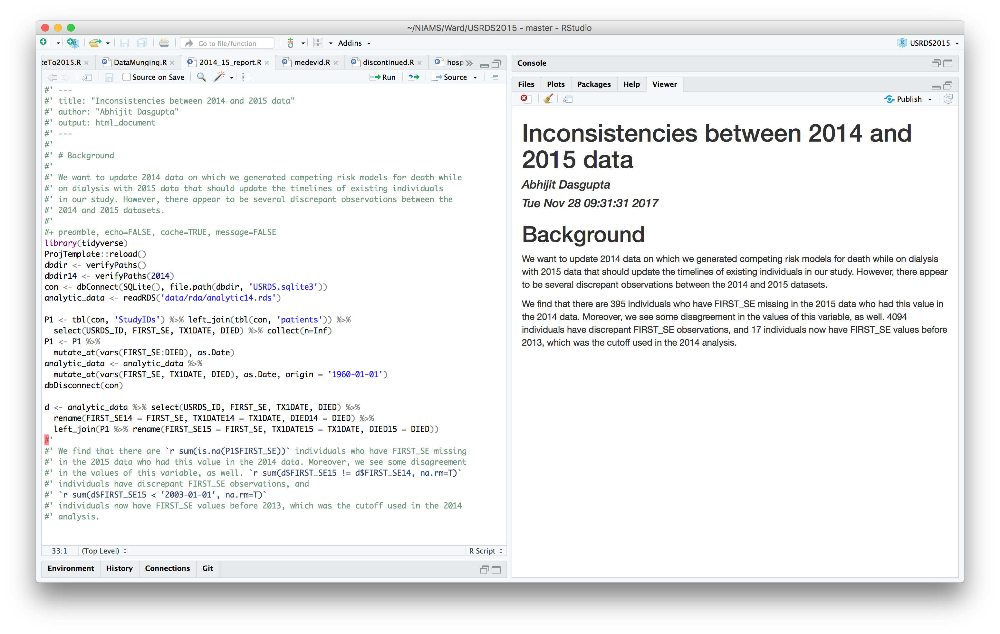 ~/NIAMS/Ward/USRDS2015 - master - RStudio
Go to file/function
Addins
USRDS2015
teTo2015.R
DataMunging.R
2014_15_report.R
medevid.R
discontinued.R
hosp
Source on Save
Run
Source
#' ---
#' title: "Inconsistencies between 2014 and 2015 data"
#' author: "Abhijit Dasgupta"
#' output: html_document
#' ---
#'
#' # Background
#'
#' We want to update 2014 data on which we generated competing risk models for death while
#' on dialysis with 2015 data that should update the timelines of existing individuals
#' in our study. However, there appear to be several discrepant observations between the
#' 2014 and 2015 datasets.
#'
#+ preamble, echo=FALSE, cache=TRUE, message=FALSE
library(tidyverse)
ProjTemplate::reload()
dbdir <- verifyPaths()
dbdir14 <- verifyPaths(2014)
con <- dbConnect(SQLite(), file.path(dbdir, 'USRDS.sqlite3'))
analytic_data <- readRDS('data/rda/analytic14.rds')
P1 <- tbl(con, 'StudyIDs') %>% left_join(tbl(con, 'patients')) %>%
select(USRDS_ID, FIRST_SE, TX1DATE, DIED) %>% collect(n=Inf)
P1 <- P1 %>%
mutate_at(vars(FIRST_SE:DIED), as.Date)
analytic_data <- analytic_data %>%
mutate_at(vars(FIRST_SE, TX1DATE, DIED), as.Date, origin = '1960-01-01')
dbDisconnect(con)
d <- analytic_data %>% select(USRDS_ID, FIRST_SE, TX1DATE, DIED) %>%
rename(FIRST_SE14 = FIRST_SE, TX1DATE14 = TX1DATE, DIED14 = DIED) %>%
left_join(P1 %>% rename(FIRST_SE15 = FIRST_SE, TX1DATE15 = TX1DATE, DIED15 = DIED))
#'
#' We find that there are `r sum(is.na(P1$FIRST_SE))` individuals who have FIRST_SE missing
#' in the 2015 data who had this value in the 2014 data. Moreover, we see some disagreement
#' in the values of this variable, as well. `r sum(d$FIRST_SE15 != d$FIRST_SE14, na.rm=T)`
#' individuals have discrepant FIRST_SE observations, and
#' `r sum(d$FIRST_SE15 < '2003-01-01', na.rm=T)`
#' individuals now have FIRST_SE values before 2013, which was the cutoff used in the 2014
#' analysis.
33:1
(Top Level)
R Script
Environment
History
Connections
Git
Console
Files
Plots
Packages
Help
Viewer
Publish
Inconsistencies between 2014 and
2015 data
Abhijit Dasgupta
Tue Nov 28 09:31:31 2017
Background
We want to update 2014 data on which we generated competing risk models for death while on dialysis
with 2015 data that should update the timelines of existing individuals in our study. However, there appear
to be several discrepant observations between the 2014 and 2015 datasets.
We find that there are 395 individuals who have FIRST_SE missing in the 2015 data who had this value in
the 2014 data. Moreover, we see some disagreement in the values of this variable, as well. 4094
individuals have discrepant FIRST_SE observations, and 17 individuals now have FIRST_SE values before
2013, which was the cutoff used in the 2014 analysis.